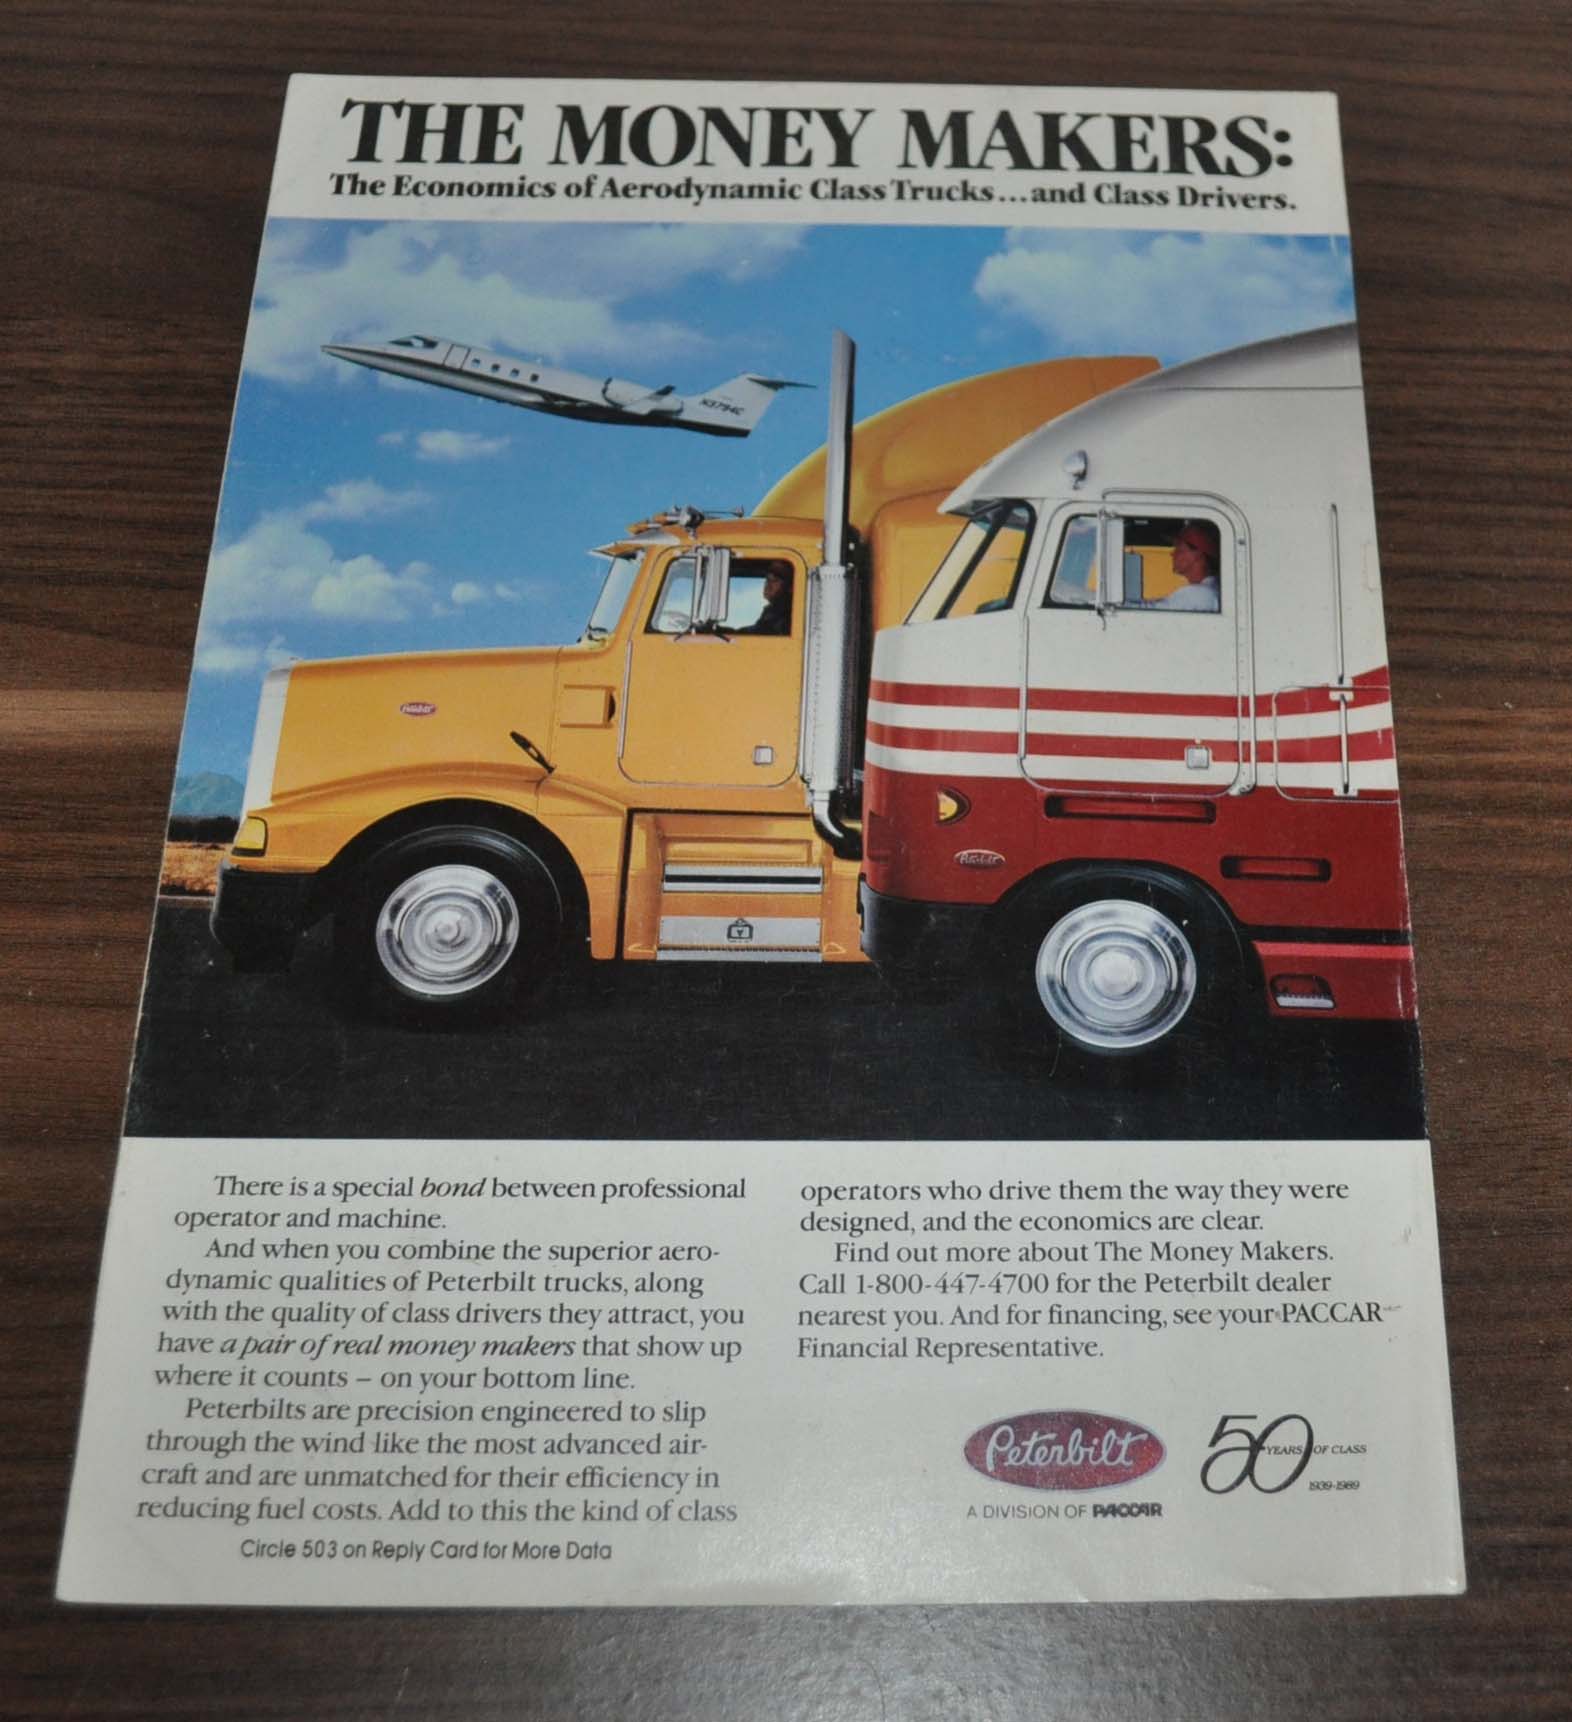 THE MONEY MAKERS:
The Economics of Aerodynamic Class Trucks...and Class Drivers.
N3794C
Peterbilt
Peterbilt
There is a special bond between professional
operator and machine.
And when you combine the superior aero-
dynamic qualities of Peterbilt trucks, along
with the quality of class drivers they attract, you
have a pair of real money makers that show up
where it counts – on your bottom line.
Peterbilts are precision engineered to slip
through the wind like the most advanced air-
craft and are unmatched for their efficiency in
reducing fuel costs. Add to this the kind of class
operators who drive them the way they were
designed, and the economics are clear.
Find out more about The Money Makers.
Call 1-800-447-4700 for the Peterbilt dealer
nearest you. And for financing, see your PACCAR
Financial Representative.
Peterbilt
A DIVISION OF PACCAR
50 YEARS OF CLASS
1939-1989
Circle 503 on Reply Card for More Data